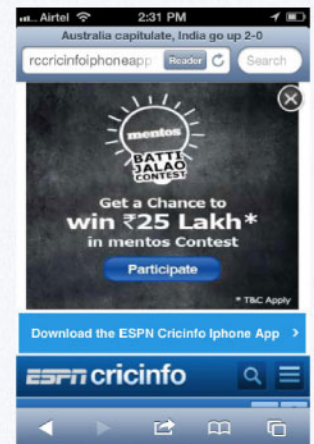 Airtel 2:31 PM
Australia capitulate, India go up 2-0
rccricinfoiphoneapp Reader Search
mentos
BATTI
JALAO
CONTEST
Get a Chance to
win ₹25 Lakh*
in mentos Contest
Participate
* T&C Apply
Download the ESPN Cricinfo Iphone App >
ESPN cricinfo